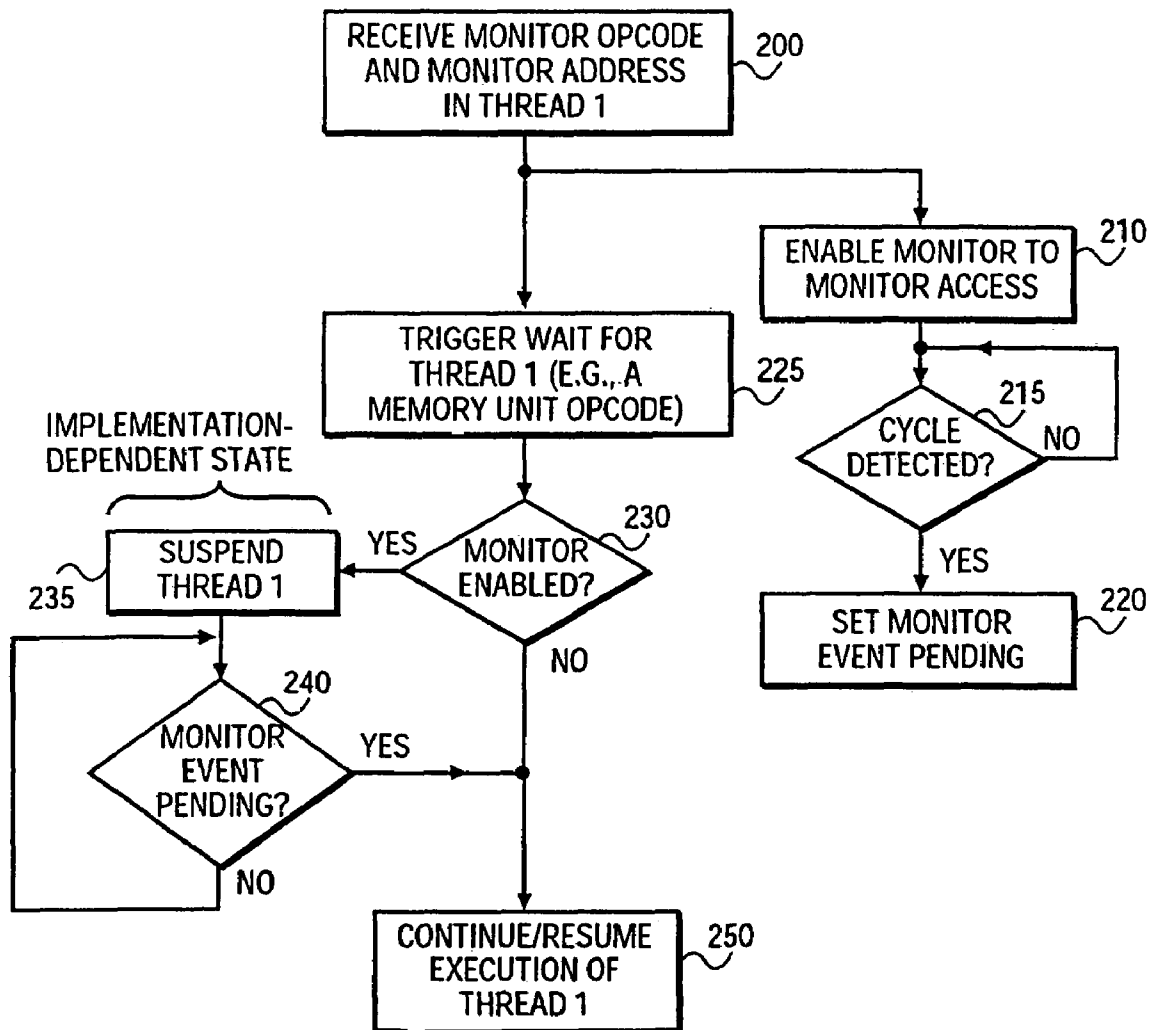 RECEIVE MONITOR OPCODE
AND MONITOR ADDRESS
IN THREAD 1
200
ENABLE MONITOR TO
MONITOR ACCESS
210
TRIGGER WAIT FOR
THREAD 1 (E.G., A
MEMORY UNIT OPCODE)
225
CYCLE
DETECTED?
215
NO
YES
IMPLEMENTATION-
DEPENDENT STATE
SUSPEND
THREAD 1
235
YES
MONITOR
ENABLED?
230
NO
SET MONITOR
EVENT PENDING
220
MONITOR
EVENT
PENDING?
240
YES
NO
CONTINUE/RESUME
EXECUTION OF
THREAD 1
250